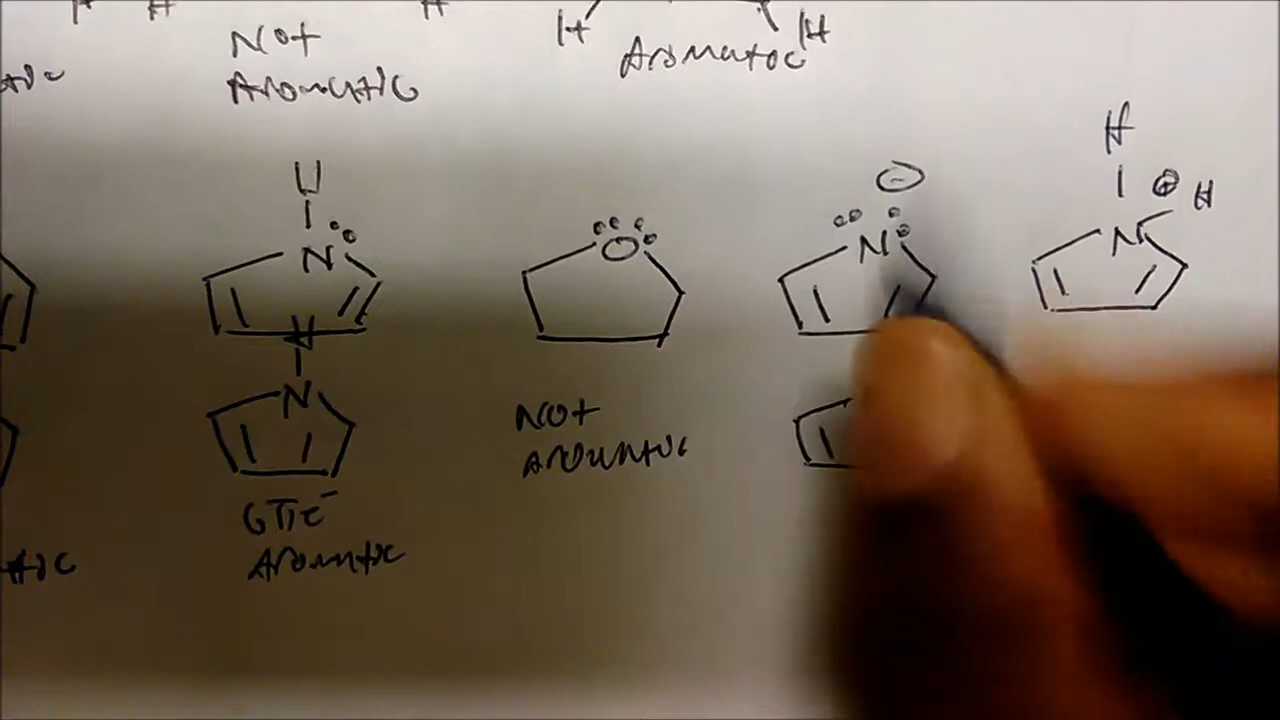 H H H
Not
Aromatic
H H
Aromatic
H
N
O
N
⊖
H
⊕ H
N
H
N
6πe⁻
Aromatic
Not
Aromatic